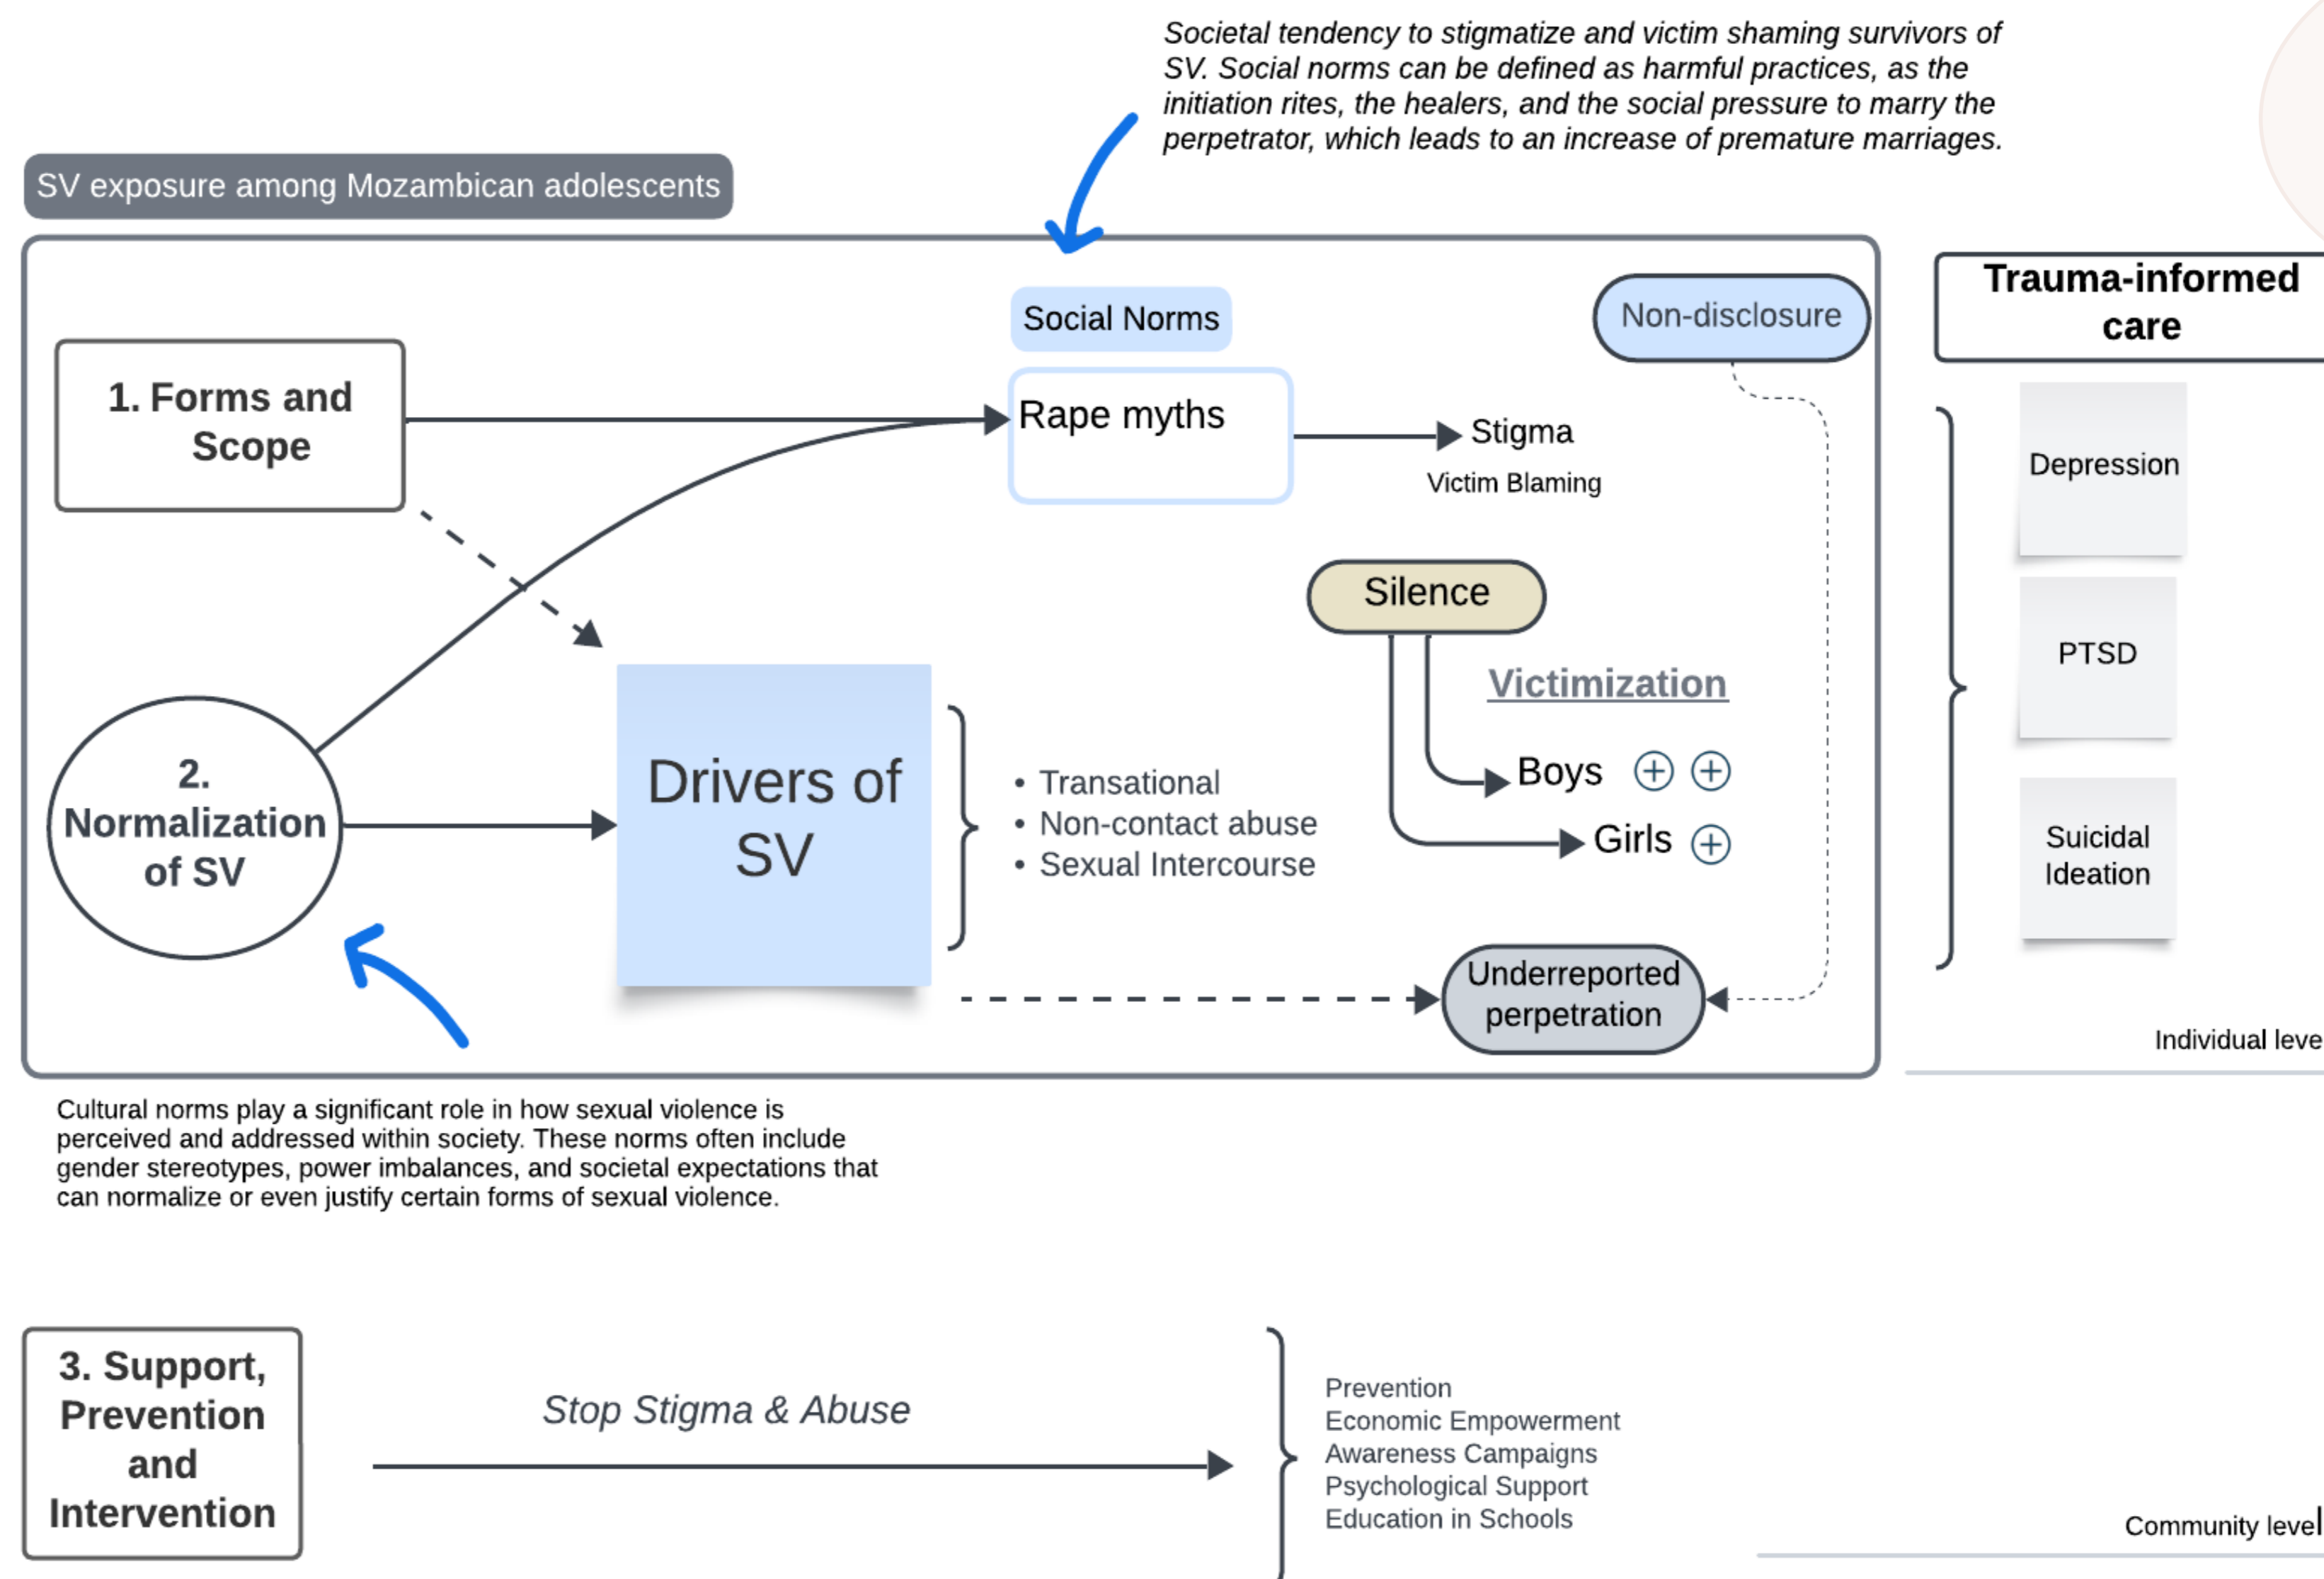 Societal tendency to stigmatize and victim shaming survivors of
SV. Social norms can be defined as harmful practices, as the
initiation rites, the healers, and the social pressure to marry the
perpetrator, which leads to an increase of premature marriages.
SV exposure among Mozambican adolescents
Social Norms
Non-disclosure
Trauma-informed
care
1. Forms and
Scope
Rape myths
Stigma
Victim Blaming
Depression
Silence
PTSD
Victimization
2.
Normalization
of SV
Drivers of
SV
• Transational
• Non-contact abuse
• Sexual Intercourse
Boys
Girls
Suicidal
Ideation
Underreported
perpetration
Individual leve
Cultural norms play a significant role in how sexual violence is
perceived and addressed within society. These norms often include
gender stereotypes, power imbalances, and societal expectations that
can normalize or even justify certain forms of sexual violence.
3. Support,
Prevention
and
Intervention
Stop Stigma & Abuse
Prevention
Economic Empowerment
Awareness Campaigns
Psychological Support
Education in Schools
Community level